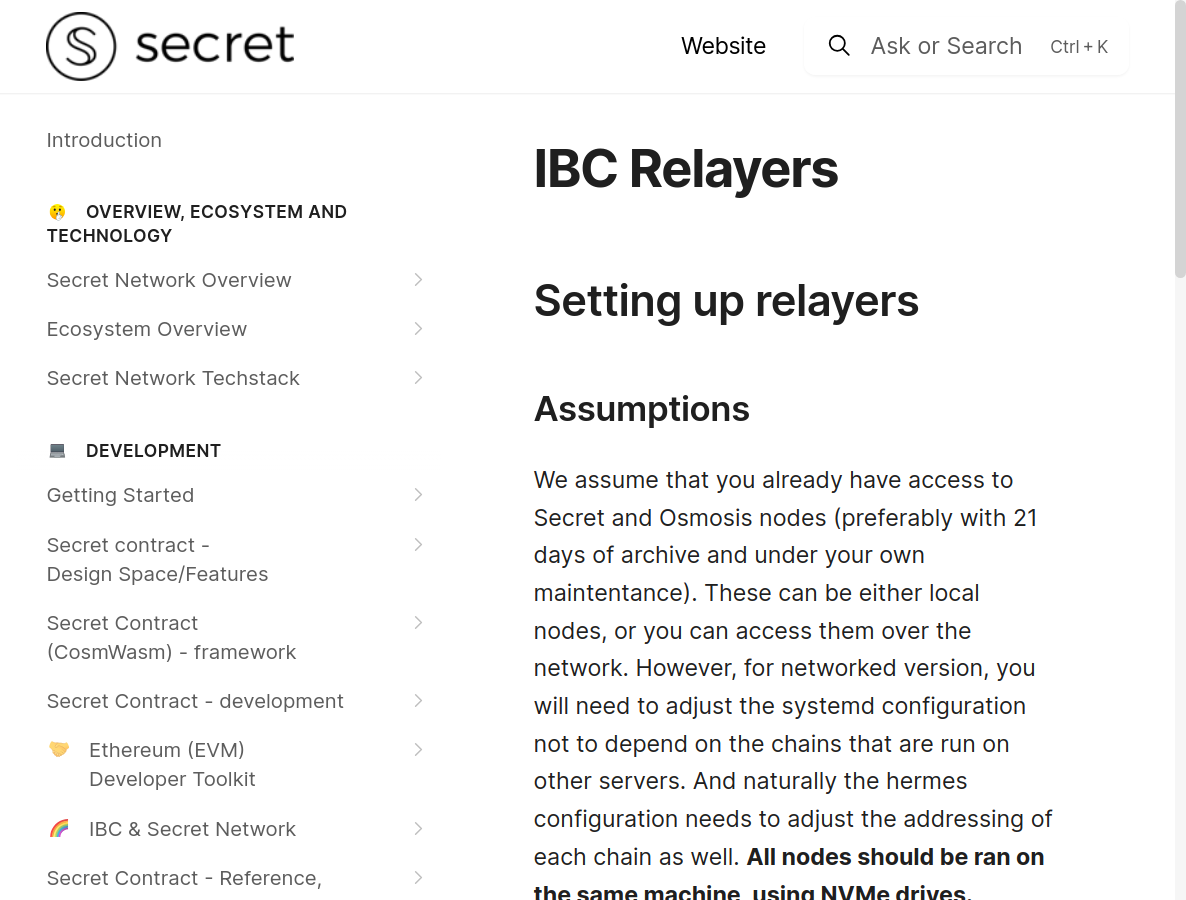 secret
Website
Ask or Search
Ctrl + K
Introduction
OVERVIEW, ECOSYSTEM AND
TECHNOLOGY
Secret Network Overview
Ecosystem Overview
Secret Network Techstack
DEVELOPMENT
Getting Started
Secret contract -
Design Space/Features
Secret Contract
(CosmWasm) - framework
Secret Contract - development
Ethereum (EVM)
Developer Toolkit
IBC & Secret Network
Secret Contract - Reference,
IBC Relayers
Setting up relayers
Assumptions
We assume that you already have access to
Secret and Osmosis nodes (preferably with 21
days of archive and under your own
maintentance). These can be either local
nodes, or you can access them over the
network. However, for networked version, you
will need to adjust the systemd configuration
not to depend on the chains that are run on
other servers. And naturally the hermes
configuration needs to adjust the addressing of
each chain as well. All nodes should be ran on
the same machine, using NVMe drives.